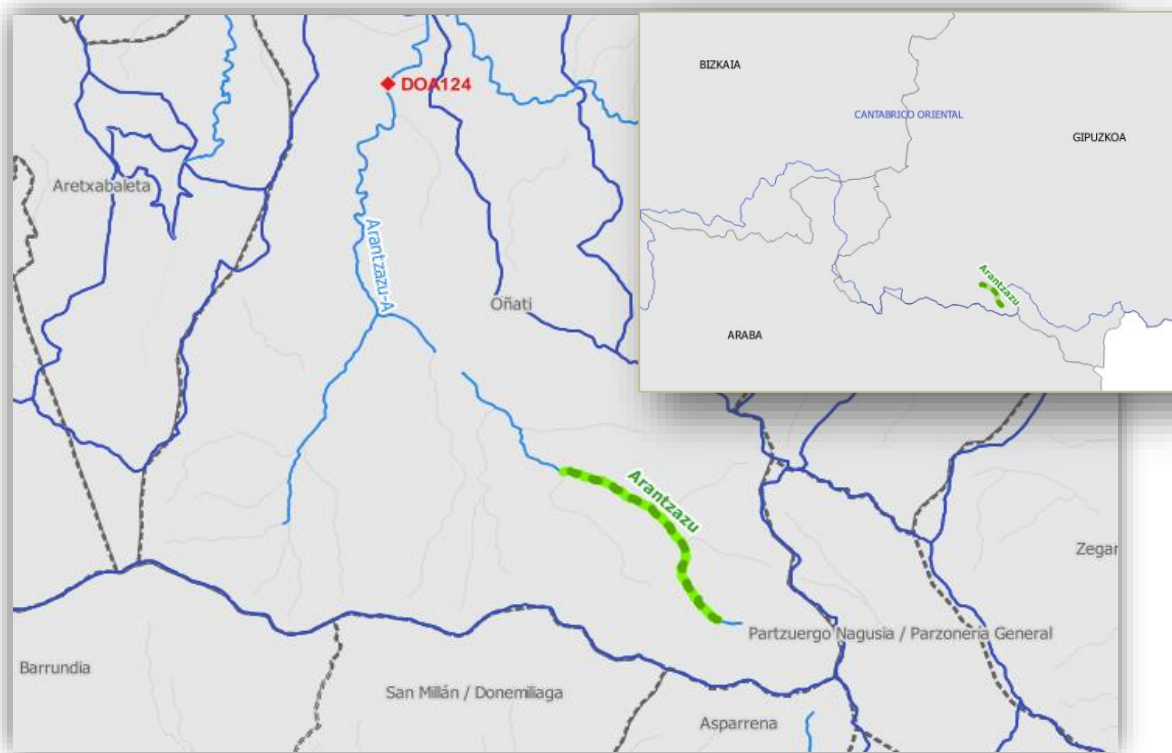 DOA124
Aretxabaleta
Arantzazu-A
Oñati
Arantzazu
Zegar
Partzuergo Nagusia / Parzonería General
Barrundia
San Millán / Donemiliaga
Asparrena
BIZKAIA
CANTABRICO ORIENTAL
GIPUZKOA
Arantzazu
ARABA